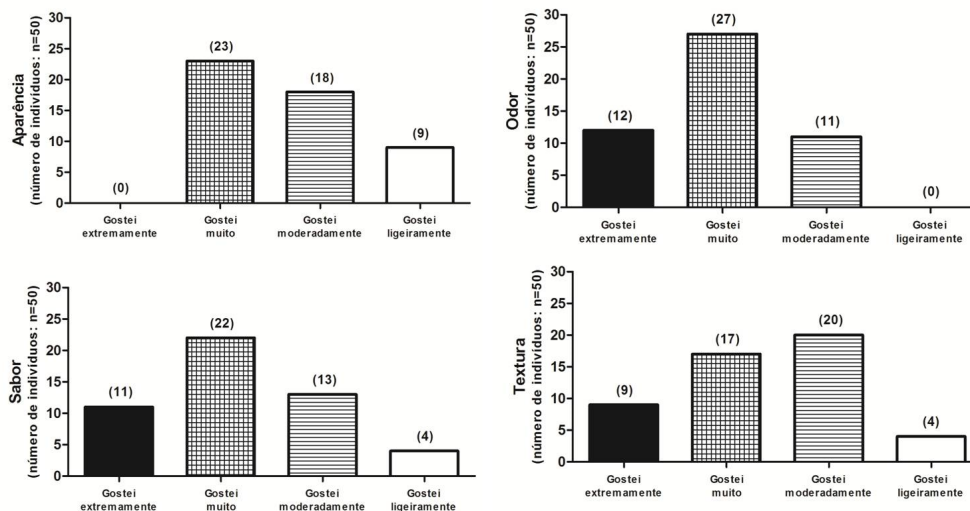 Aparência
(número de individuos: n=50)
30
25
20
15
10
5
0
(0)
(23)
(18)
(9)
Gostei
extremamente
Gostei
muito
Gostei
moderadamente
Gostei
ligeiramente
Odor
(número de individuos: n=50)
30
25
20
15
10
5
0
(12)
(27)
(11)
(0)
Gostei
extremamente
Gostei
muito
Gostei
moderadamente
Gostei
ligeiramente
Sabor
(número de individuos: n=50)
30
25
20
15
10
5
0
(11)
(22)
(13)
(4)
Gostei
extremamente
Gostei
muito
Gostei
moderadamente
Gostei
ligeiramente
Textura
(número de individuos: n=50)
30
25
20
15
10
5
0
(9)
(17)
(20)
(4)
Gostei
extremamente
Gostei
muito
Gostei
moderadamente
Gostei
ligeiramente